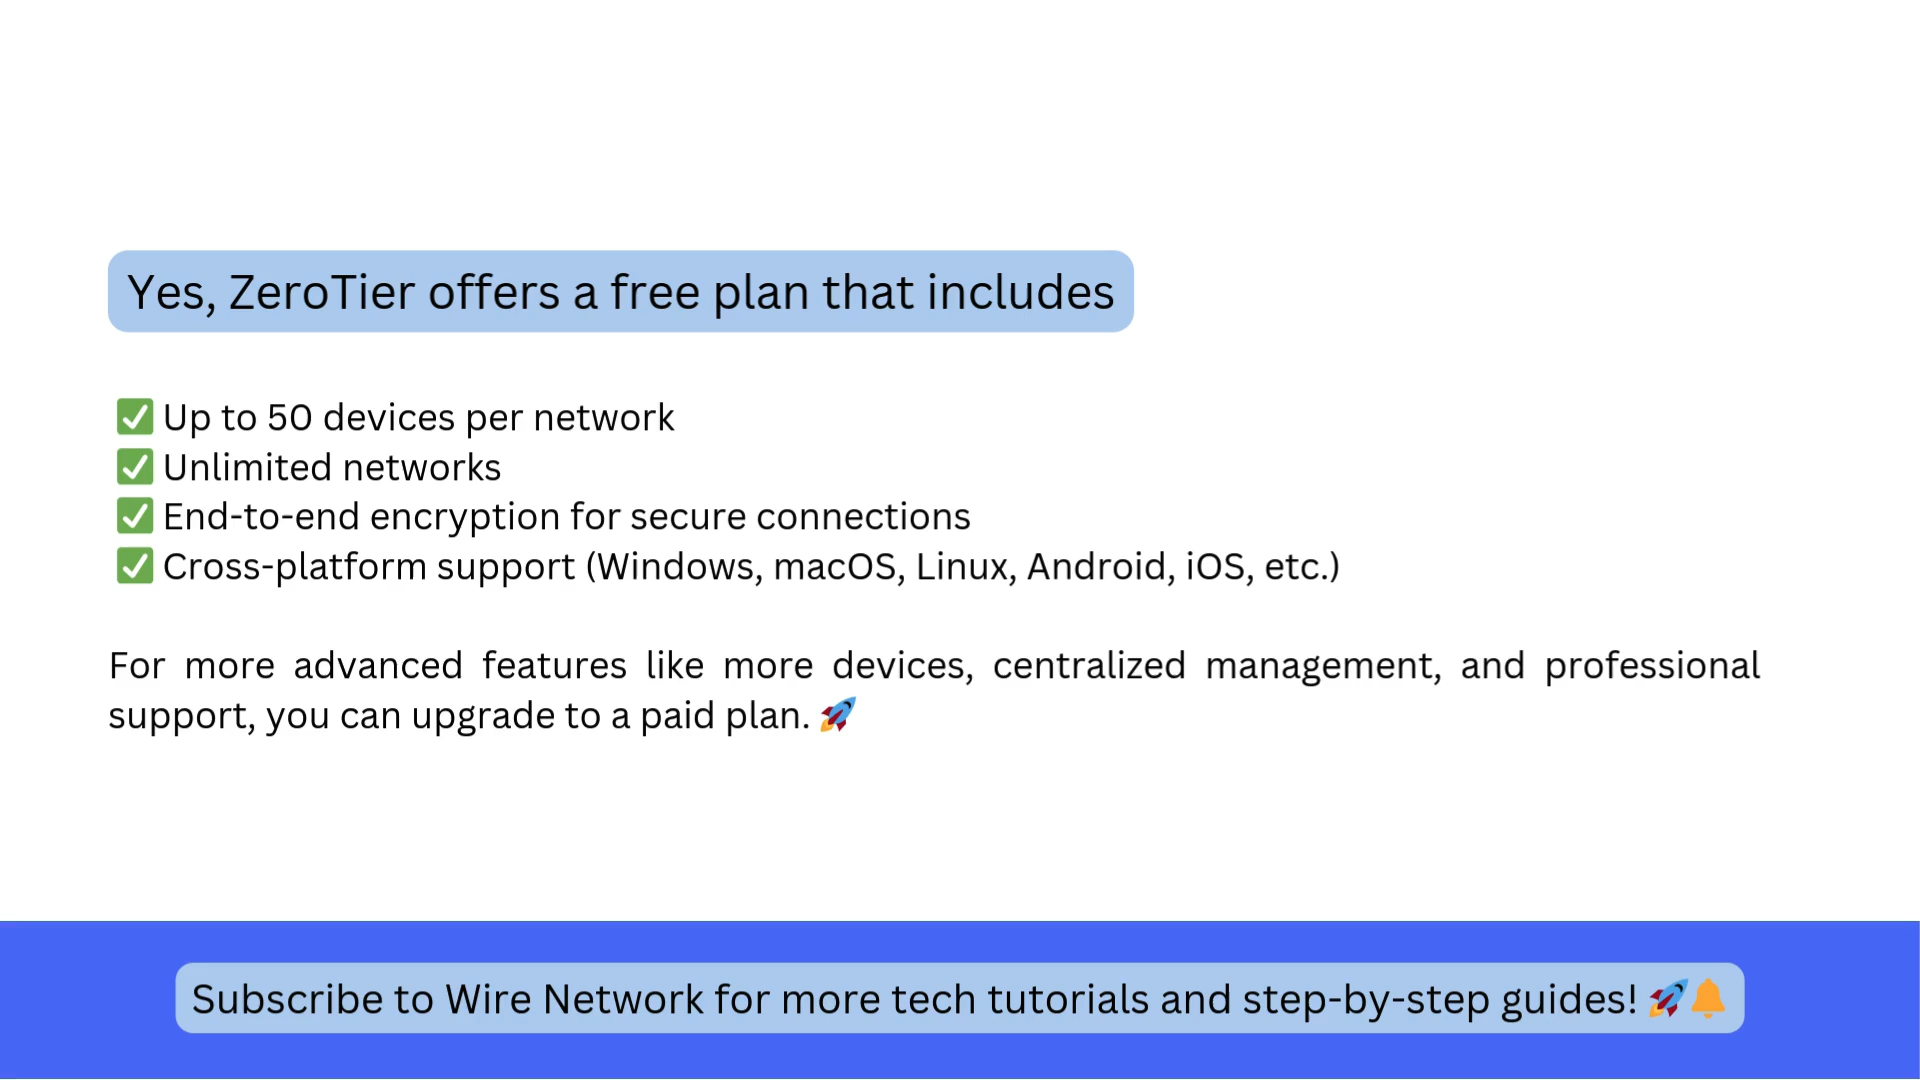 Yes, ZeroTier offers a free plan that includes
✅ Up to 50 devices per network
✅ Unlimited networks
✅ End-to-end encryption for secure connections
✅ Cross-platform support (Windows, macOS, Linux, Android, iOS, etc.)
For more advanced features like more devices, centralized management, and professional
support, you can upgrade to a paid plan. 🚀
Subscribe to Wire Network for more tech tutorials and step-by-step guides! 🚀🔔